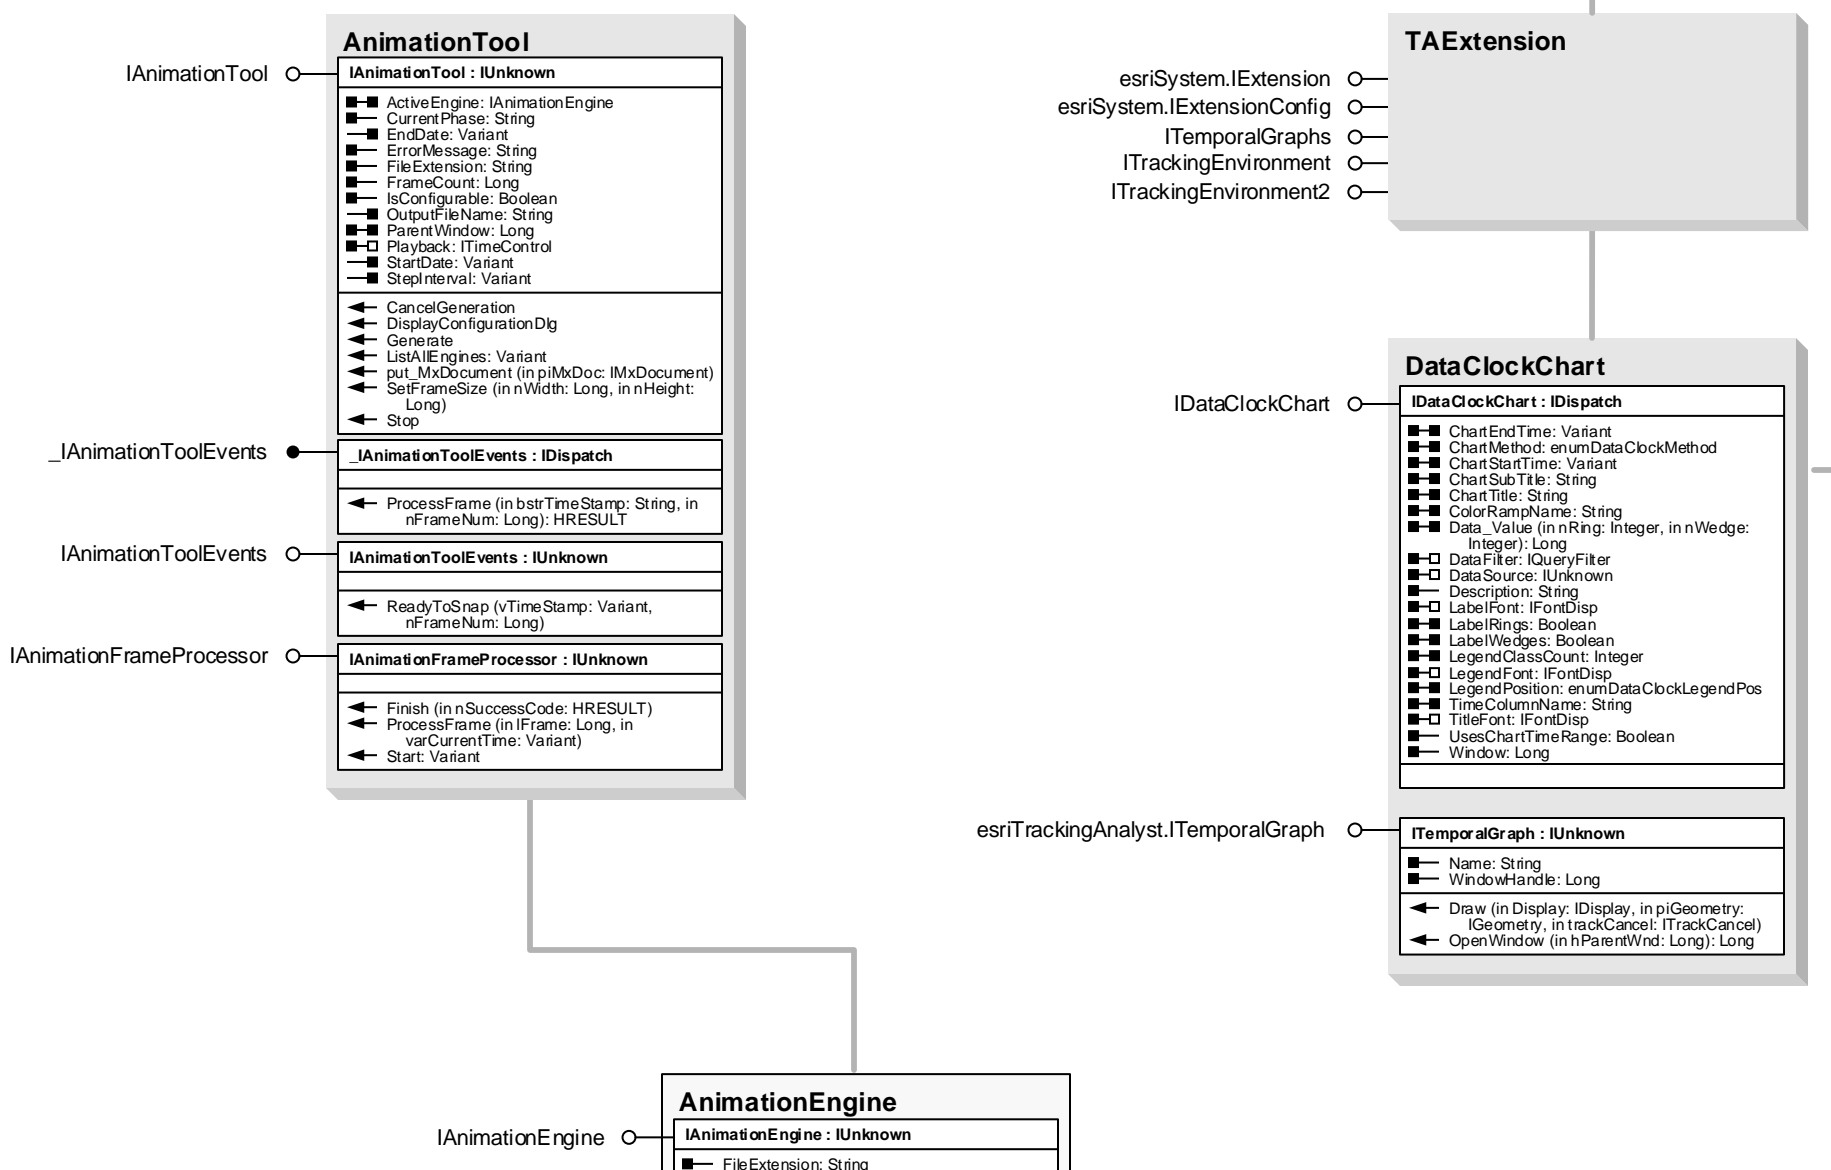 AnimationTool
IAnimationTool
IAnimationTool : IUnknown
ActiveEngine: IAnimationEngine
CurrentPhase: String
EndDate: Variant
ErrorMessage: String
FileExtension: String
FrameCount: Long
IsConfigurable: Boolean
OutputFileName: String
ParentWindow: Long
Playback: ITimeControl
StartDate: Variant
StepInterval: Variant
CancelGeneration
DisplayConfigurationDlg
Generate
ListAllEngines: Variant
put_MxDocument (in piMxDoc: IMxDocument)
SetFrameSize (in nWidth: Long, in nHeight:
Long)
Stop
_IAnimationToolEvents
_IAnimationToolEvents : IDispatch
ProcessFrame (in bstrTimeStamp: String, in
nFrameNum: Long): HRESULT
IAnimationToolEvents
IAnimationToolEvents : IUnknown
ReadyToSnap (vTimeStamp: Variant,
nFrameNum: Long)
IAnimationFrameProcessor
IAnimationFrameProcessor : IUnknown
Finish (in nSuccessCode: HRESULT)
ProcessFrame (in lFrame: Long, in
varCurrentTime: Variant)
Start: Variant
TAExtension
esriSystem.IExtension
esriSystem.IExtensionConfig
ITemporalGraphs
ITrackingEnvironment
ITrackingEnvironment2
DataClockChart
IDataClockChart
IDataClockChart : IDispatch
ChartEndTime: Variant
ChartMethod: enumDataClockMethod
ChartStartTime: Variant
ChartSubTitle: String
ChartTitle: String
ColorRampName: String
Data_Value (in nRing: Integer, in nWedge:
Integer): Long
DataFilter: IQueryFilter
DataSource: IUnknown
Description: String
LabelFont: IFontDisp
LabelRings: Boolean
LabelWedges: Boolean
LegendClassCount: Integer
LegendFont: IFontDisp
LegendPosition: enumDataClockLegendPos
TimeColumnName: String
TitleFont: IFontDisp
UsesChartTimeRange: Boolean
Window: Long
esriTrackingAnalyst.ITemporalGraph
ITemporalGraph : IUnknown
Name: String
WindowHandle: Long
Draw (in Display: IDisplay, in piGeometry:
IGeometry, in trackCancel: ITrackCancel)
OpenWindow (in hParentWnd: Long): Long
AnimationEngine
IAnimationEngine
IAnimationEngine : IUnknown
FileExtension: String